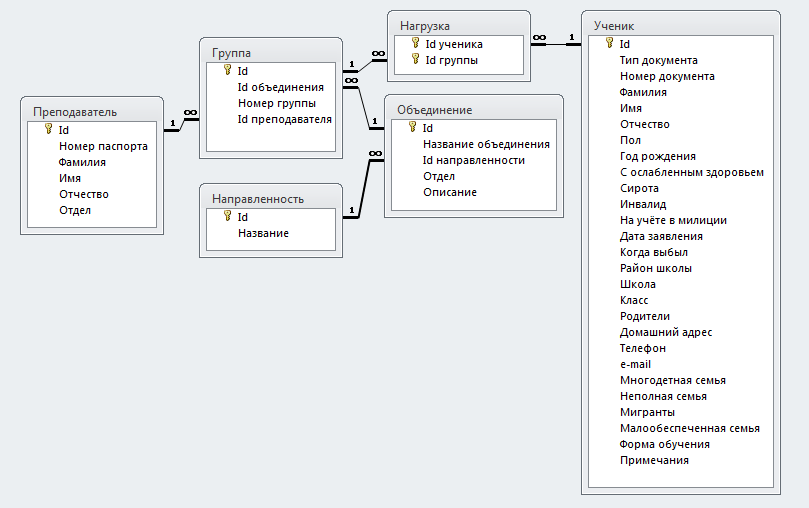 Преподаватель
Id
Номер паспорта
Фамилия
Имя
Отчество
Отдел
1
∞
Группа
Id
Id объединения
Номер группы
Id преподавателя
1
∞
∞
1
Направленность
Id
Название
1
∞
Нагрузка
Id ученика
Id группы
∞
1
Объединение
Id
Название объединения
Id направленности
Отдел
Описание
Ученик
Id
Тип документа
Номер документа
Фамилия
Имя
Отчество
Пол
Год рождения
С ослабленным здоровьем
Сирота
Инвалид
На учёте в милиции
Дата заявления
Когда выбыл
Район школы
Школа
Класс
Родители
Домашний адрес
Телефон
e-mail
Многодетная семья
Неполная семья
Мигранты
Малообеспеченная семья
Форма обучения
Примечания